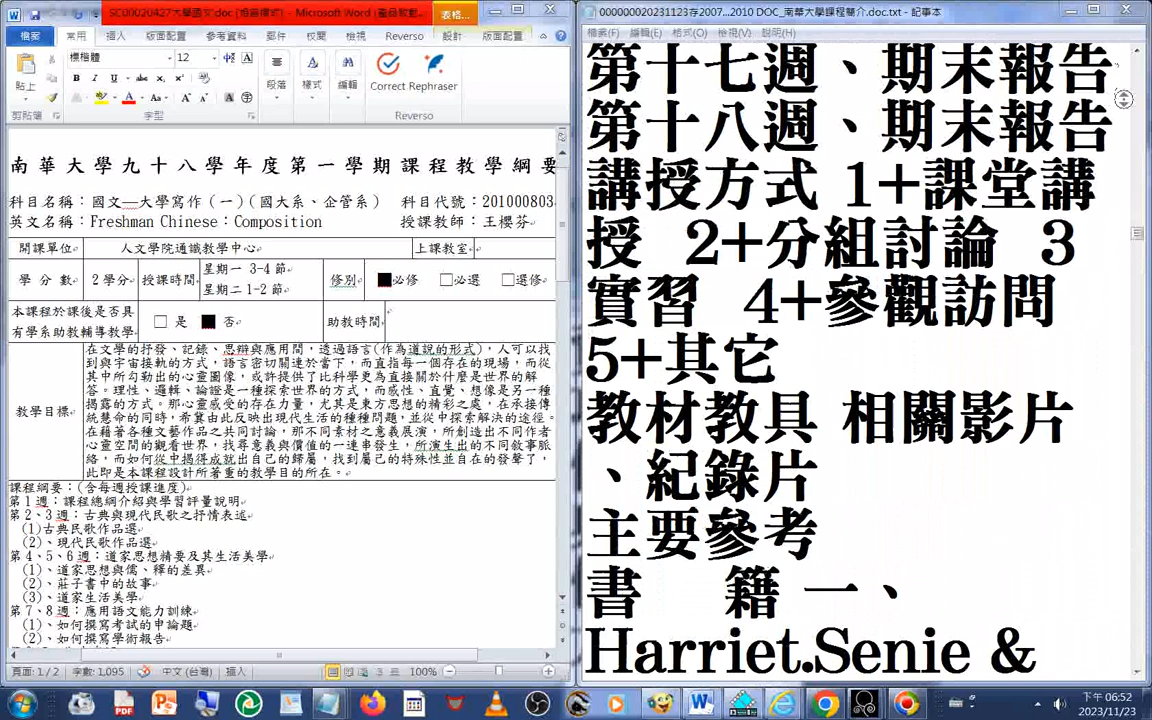 SC00020427大學國文.doc [相容模式] - Microsoft Word (產品啟動...
表格...
檔案 常用 插入 版面配置 參考資料 郵件 校閱 檢視 Reverso 設計 版面配置
貼上
標楷體 12
段落 樣式 編輯 Correct Rephraser
剪貼簿 字型 Reverso
南華大學九十八學年度第一學期課程教學綱要
科目名稱：國文—大學寫作（一）（國大系、企管系） 科目代號：201000803
英文名稱：Freshman Chinese：Composition 授課教師：王櫻芬
開課單位 人文學院通識教學中心 上課教室
學 分 數 2 學分 授課時間 星期一 3-4 節 修別 ■必修 □必選 □選修
星期二 1-2 節
本課程於課後是否具
有學系助教輔導教學 □ 是 ■ 否 助教時間
教學目標
在文學的抒發、記錄、思辯與應用間，透過語言(作為道說的形式)，人可以找
到與宇宙接軌的方式，語言密切關連於當下，而直指每一個存在的現場，而從
其中所勾勒出的心靈圖像，或許提供了比科學更為直接關於什麼是世界的解
答。理性、邏輯、論證是一種探索世界的方式，而感性、直覺、想像是另一種
揭露的方式。那心靈感受的存在力量，尤其是東方思想的精彩之處，在承接傳
統慧命的同時，希冀由此反映出現代生活的種種問題，並從中探索解決的途徑。
在藉著各種文藝作品之共同討論，那不同素材之意義展演，所創造出不同作者
心靈空間的觀看世界，找尋意義與價值的一連串發生，所演生出的不同敘事脈
絡，而如何從中揭得成就出自己的歸屬，找到屬己的特殊性並自在的發聲了，
此即是本課程設計所著重的教學目的所在。
課程綱要：(含每週授課進度)
第 1 週：課程總綱介紹與學習評量說明
第 2、3 週：古典與現代民歌之抒情表述
(1)古典民歌作品選
(2)、現代民歌作品選
第 4、5、6 週：道家思想精要及其生活美學
(1)、道家思想與儒、釋的差異
(2)、莊子書中的故事
(3)、道家生活美學
第 7、8 週：應用語文能力訓練
(1)、如何撰寫考試的申論題
(2)、如何撰寫學術報告
頁面：1 / 2 字數：1,095 中文 (台灣) 插入 100%
000000020231123存2007...2010 DOC_南華大學課程簡介.doc.txt - 記事本
檔案(F) 編輯(E) 格式(O) 檢視(V) 說明(H)
第十七週、期末報告
第十八週、期末報告
講授方式 1+課堂講
授 2+分組討論 3
實習 4+參觀訪問
5+其它
教材教具 相關影片
、紀錄片
主要參考
書 籍 一、
Harriet.Senie &
下午 06:52
2023/11/23